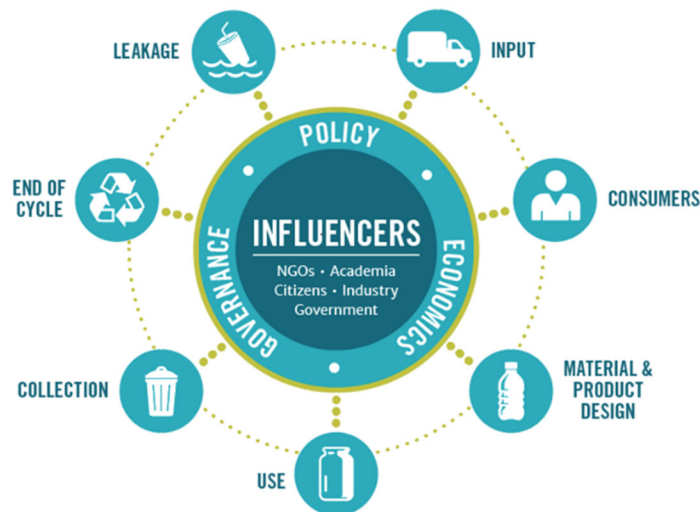 LEAKAGE
INPUT
POLICY
END OF
CYCLE
CONSUMERS
INFLUENCERS
NGOs • Academia
Citizens • Industry
Government
GOVERNANCE
ECONOMICS
COLLECTION
MATERIAL &
PRODUCT
DESIGN
USE